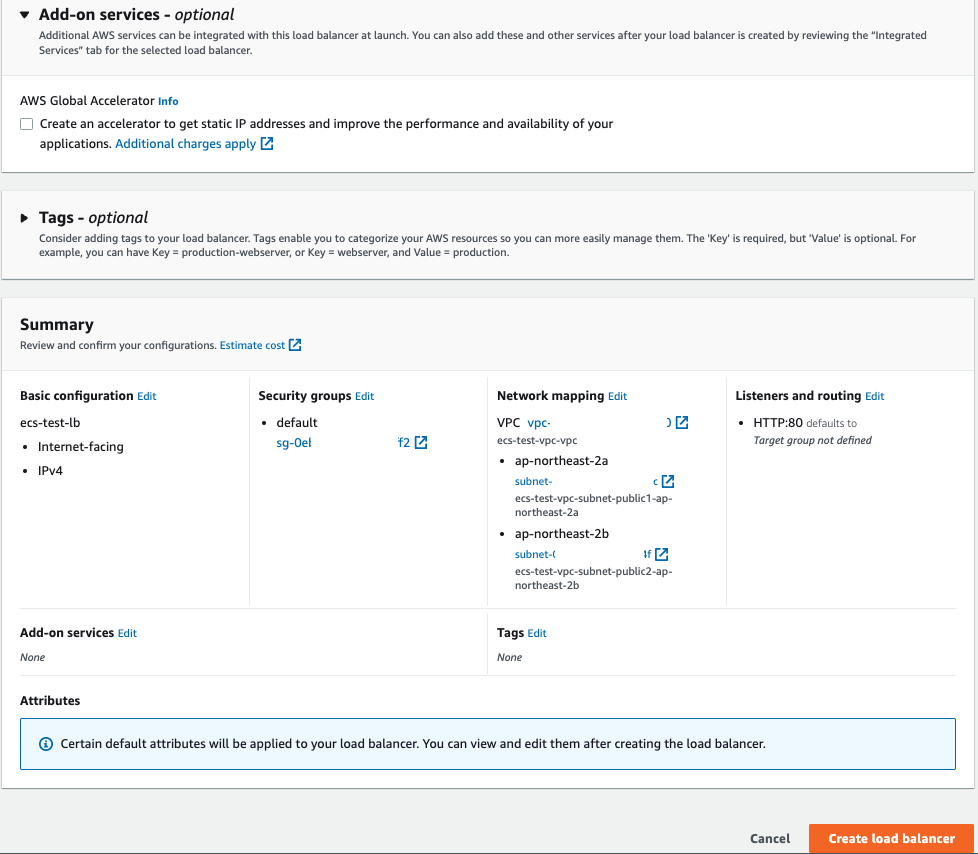 Add-on services - optional
Additional AWS services can be integrated with this load balancer at launch. You can also add these and other services after your load balancer is created by reviewing the “Integrated
Services” tab for the selected load balancer.
AWS Global Accelerator Info
Create an accelerator to get static IP addresses and improve the performance and availability of your
applications. Additional charges apply
Tags - optional
Consider adding tags to your load balancer. Tags enable you to categorize your AWS resources so you can more easily manage them. The 'Key' is required, but 'Value' is optional. For
example, you can have Key = production-webserver, or Key = webserver, and Value = production.
Summary
Review and confirm your configurations. Estimate cost
Basic configuration Edit
ecs-test-lb
• Internet-facing
• IPv4
Security groups Edit
• default
sg-0eb f2
Network mapping Edit
VPC vpc- 0
ecs-test-vpc-vpc
• ap-northeast-2a
subnet- c
ecs-test-vpc-subnet-public1-ap-
northeast-2a
• ap-northeast-2b
subnet-0 f
ecs-test-vpc-subnet-public2-ap-
northeast-2b
Listeners and routing Edit
• HTTP:80 defaults to
Target group not defined
Add-on services Edit
None
Tags Edit
None
Attributes
Certain default attributes will be applied to your load balancer. You can view and edit them after creating the load balancer.
Cancel
Create load balancer